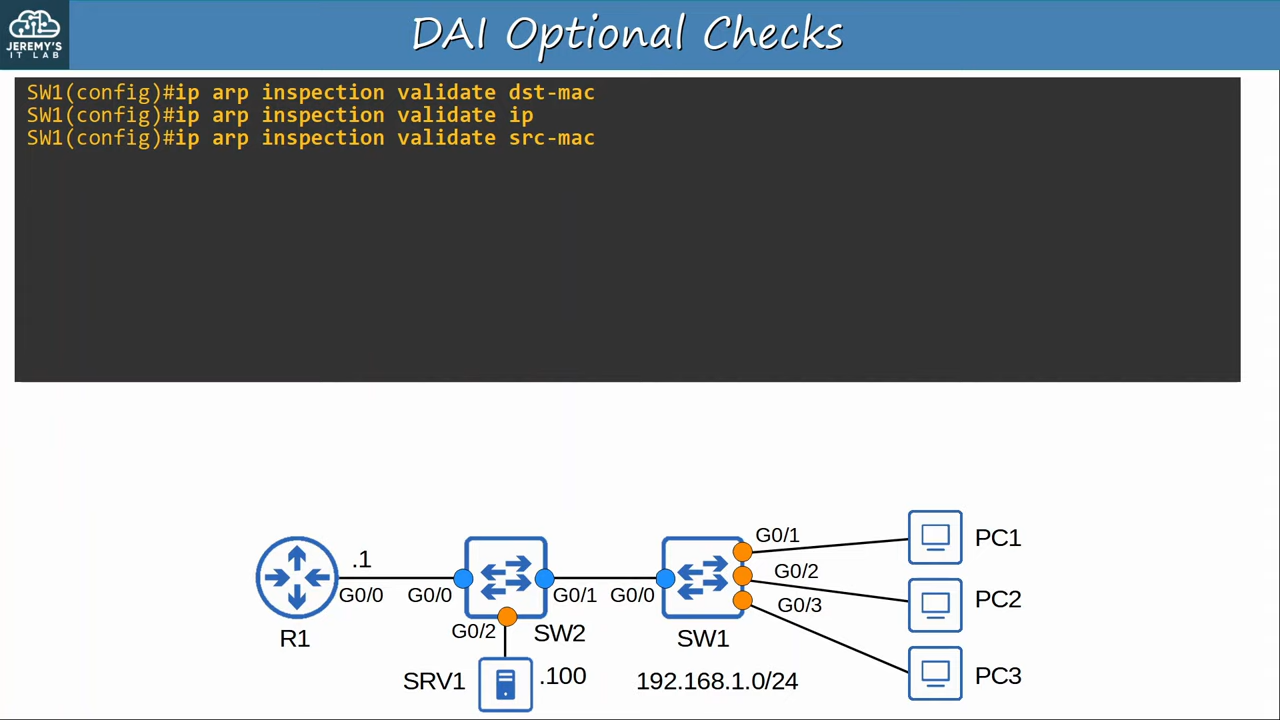 JEREMY'S
IT LAB
DAI Optional Checks
SW1(config)#ip arp inspection validate dst-mac
SW1(config)#ip arp inspection validate ip
SW1(config)#ip arp inspection validate src-mac
.1
G0/0
R1
G0/0
G0/1
G0/2
SW2
SRV1
.100
G0/0
SW1
192.168.1.0/24
G0/1
G0/2
G0/3
PC1
PC2
PC3